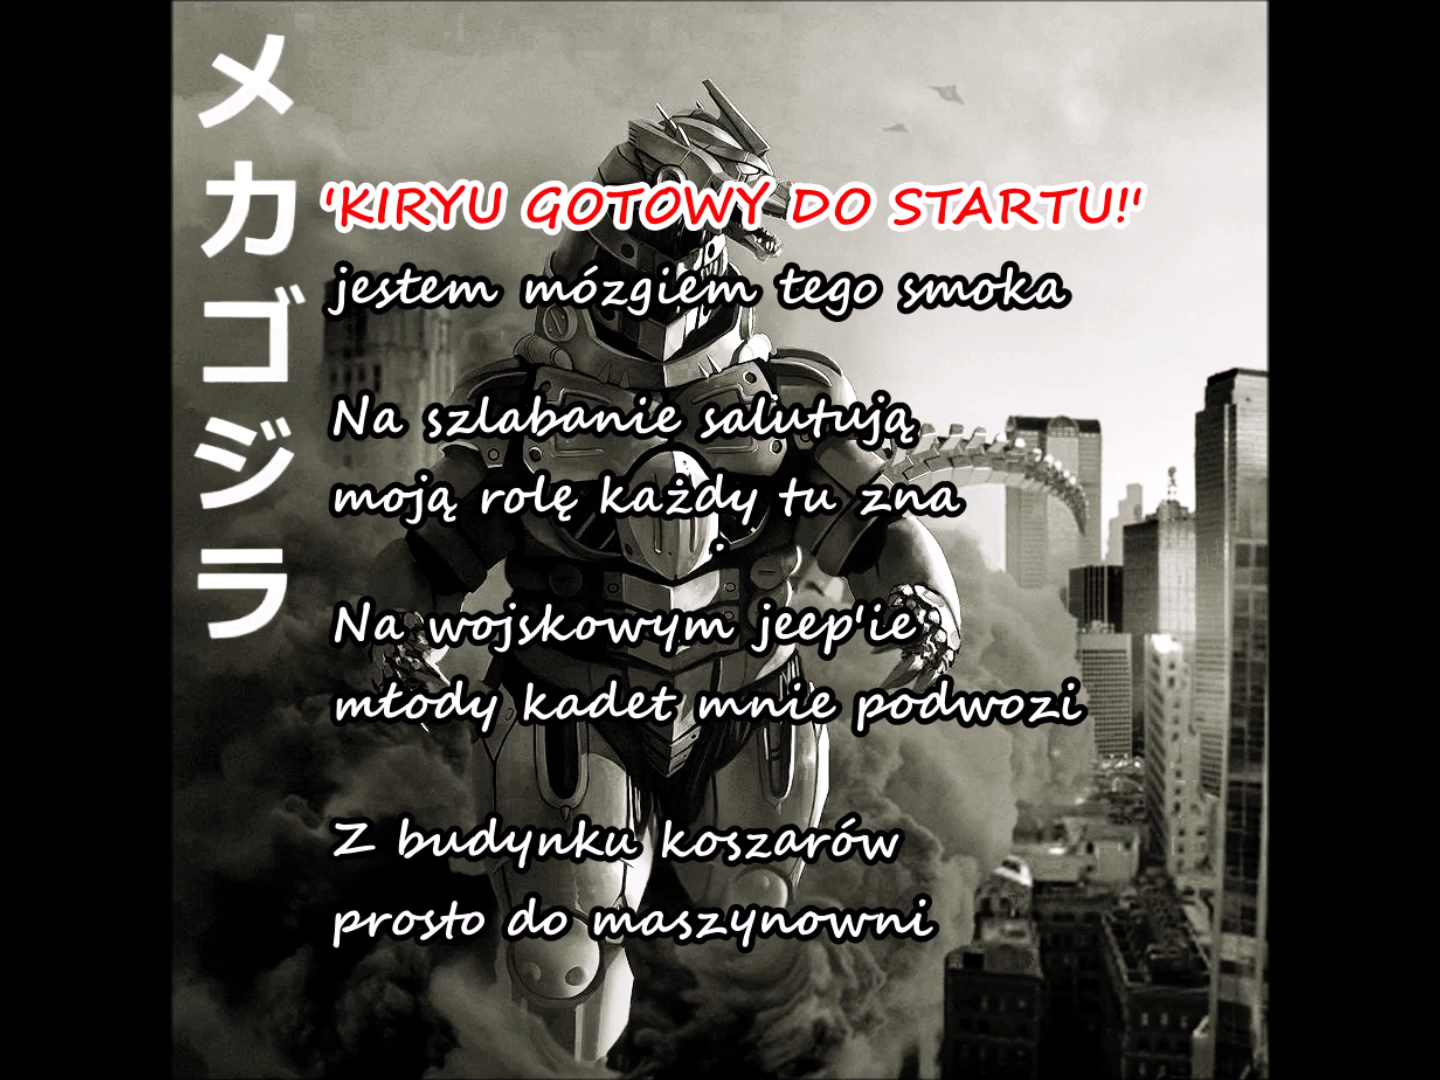 メカゴジラ
'KIRYU GOTOWY DO STARTU!'
jestem mózgiem tego smoka
Na szlabanie salutują
moją rolę każdy tu zna
Na wojskowym jeep'ie
młody kadet mnie podwozi
Z budynku koszarów
prosto do maszynowni